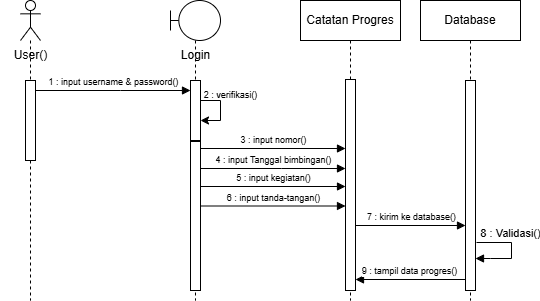 Catatan Progres
Database
User()
Login
1 : input username & password()
2 : verifikasi()
3 : input nomor()
4 : input Tanggal bimbingan()
5 : input kegiatan()
6 : input tanda-tangan()
7 : kirim ke database()
8 : Validasi()
9 : tampil data progres()